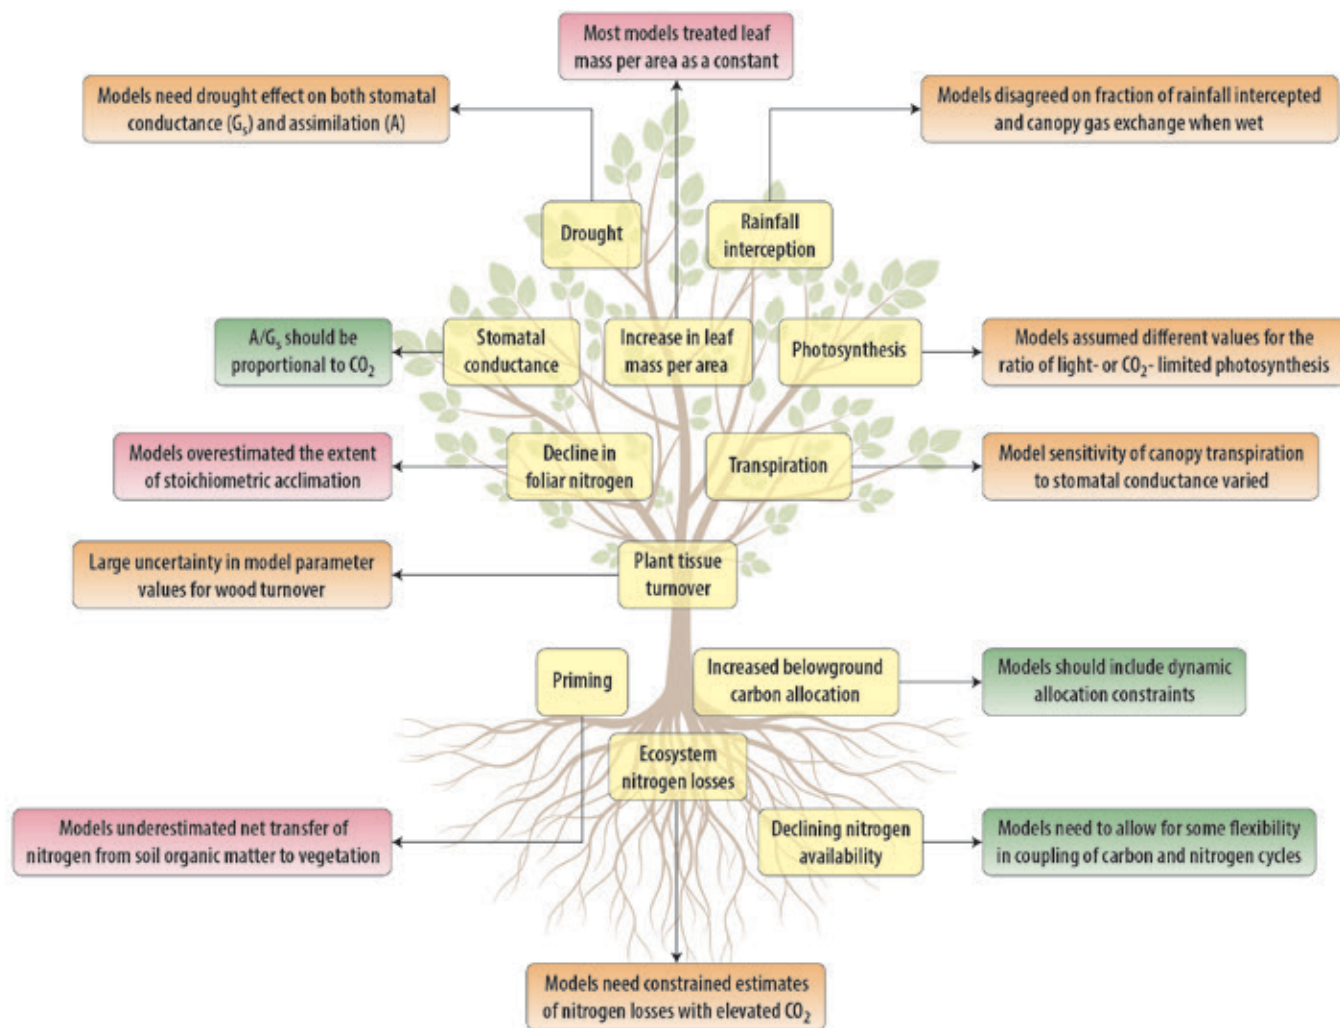 Most models treated leaf
mass per area as a constant
Models need drought effect on both stomatal
conductance (Gₛ) and assimilation (A)
Models disagreed on fraction of rainfall intercepted
and canopy gas exchange when wet
Drought
Rainfall
interception
A/Gₛ should be
proportional to CO₂
Stomatal
conductance
Increase in leaf
mass per area
Photosynthesis
Models assumed different values for the
ratio of light- or CO₂- limited photosynthesis
Models overestimated the extent
of stoichiometric acclimation
Decline in
foliar nitrogen
Transpiration
Model sensitivity of canopy transpiration
to stomatal conductance varied
Large uncertainty in model parameter
values for wood turnover
Plant tissue
turnover
Priming
Increased belowground
carbon allocation
Models should include dynamic
allocation constraints
Ecosystem
nitrogen losses
Models underestimated net transfer of
nitrogen from soil organic matter to vegetation
Declining nitrogen
availability
Models need to allow for some flexibility
in coupling of carbon and nitrogen cycles
Models need constrained estimates
of nitrogen losses with elevated CO₂